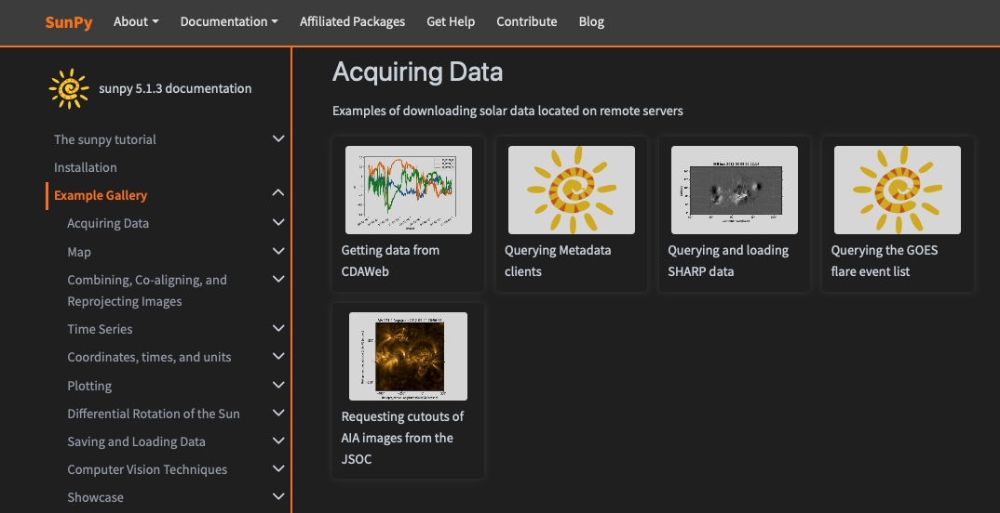 SunPy
About
Documentation
Affiliated Packages
Get Help
Contribute
Blog
sunpy 5.1.3 documentation
The sunpy tutorial
Installation
Example Gallery
Acquiring Data
Map
Combining, Co-aligning, and
Reprojecting Images
Time Series
Coordinates, times, and units
Plotting
Differential Rotation of the Sun
Saving and Loading Data
Computer Vision Techniques
Showcase
Acquiring Data
Examples of downloading solar data located on remote servers
Getting data from
CDAWeb
Querying Metadata
clients
Querying and loading
SHARP data
Querying the GOES
flare event list
Requesting cutouts of
AIA images from the
JSOC